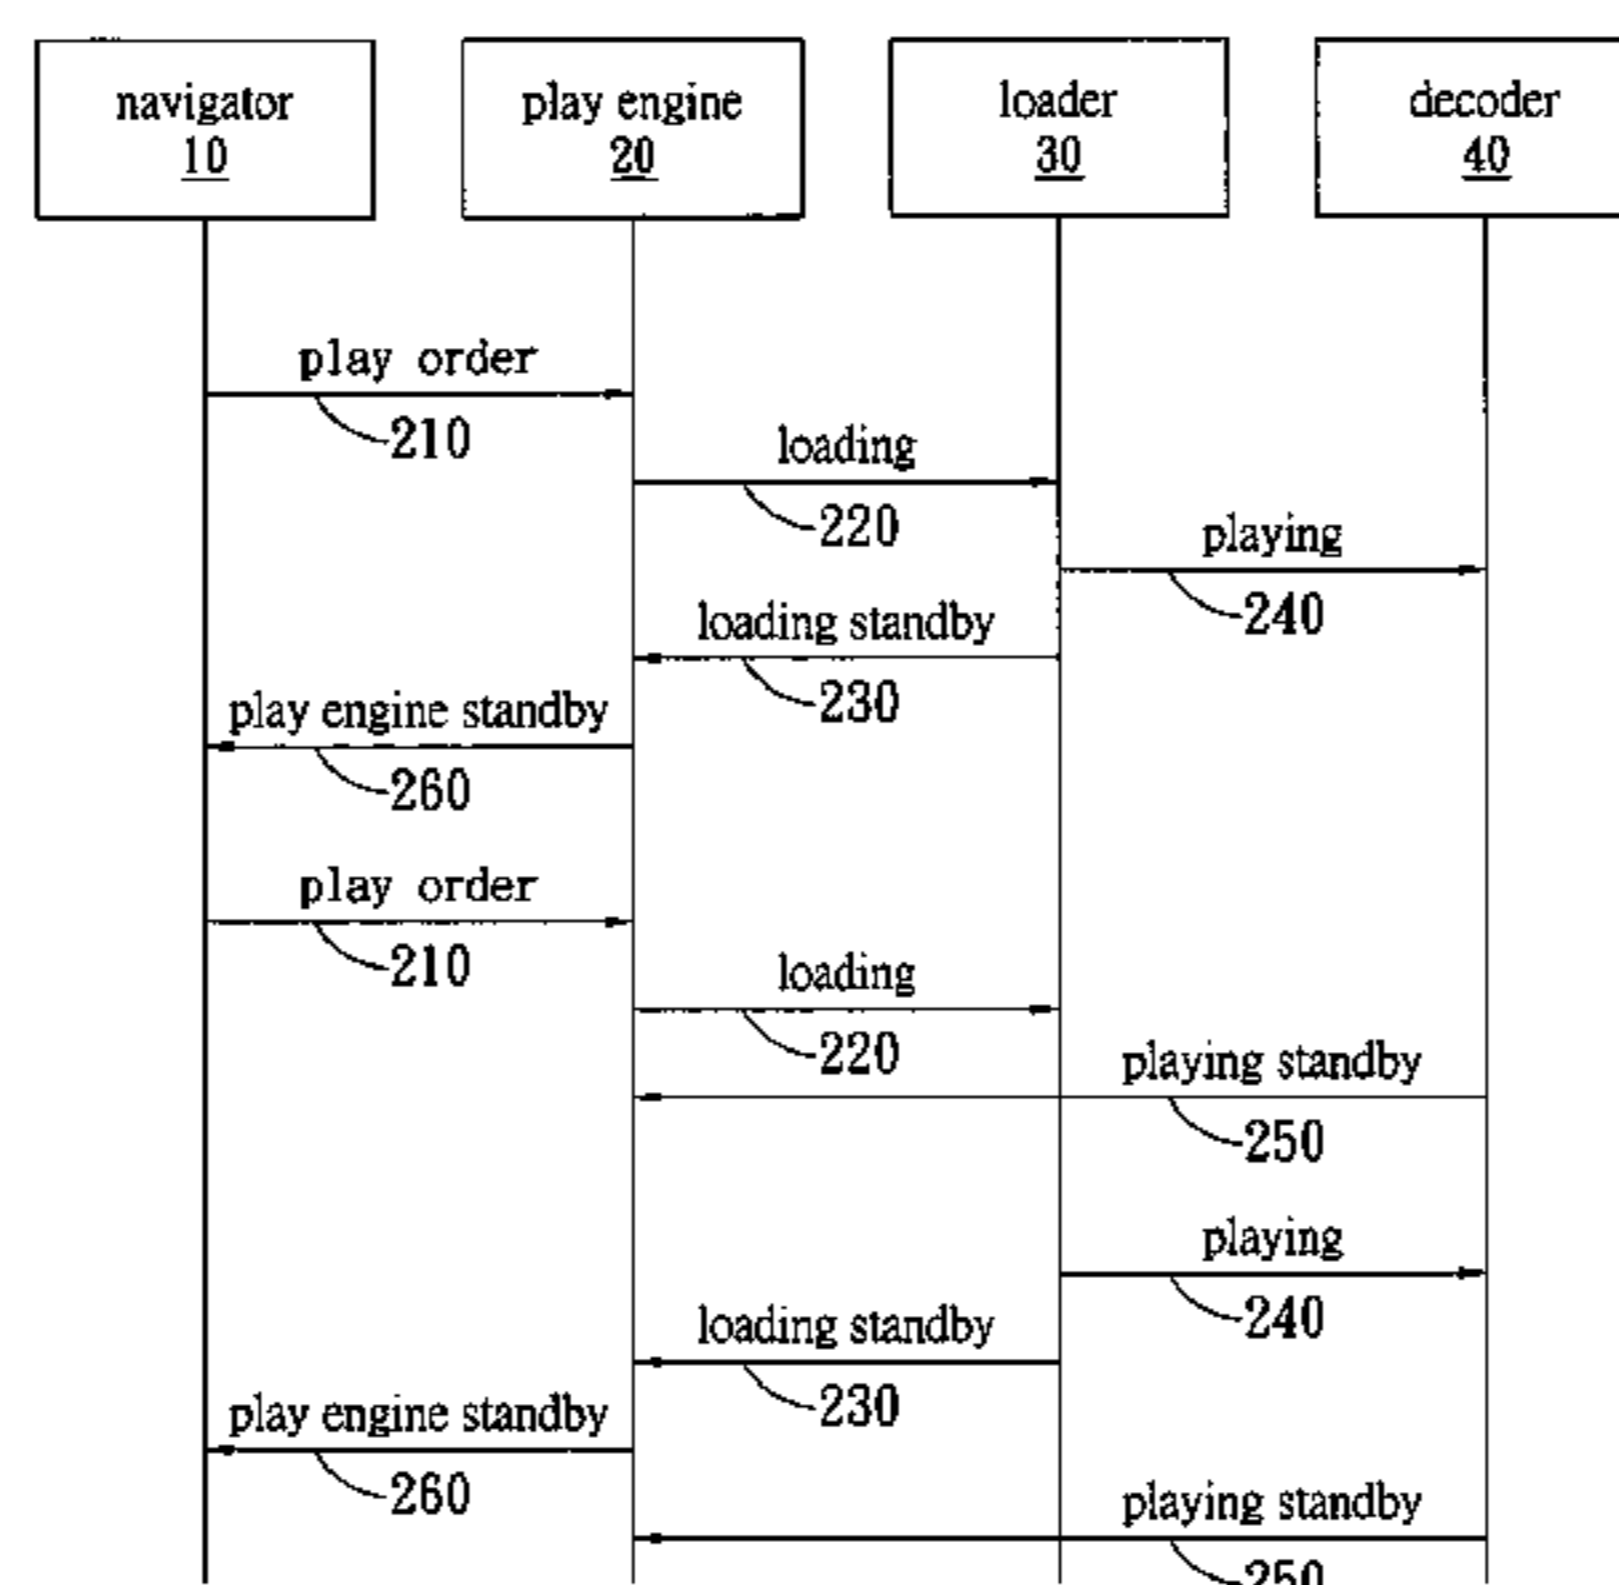 navigator
10
play engine
20
loader
30
decoder
40
play order
210
loading
220
playing
240
loading standby
230
play engine standby
260
play order
210
loading
220
playing standby
250
playing
240
loading standby
230
play engine standby
260
playing standby
250